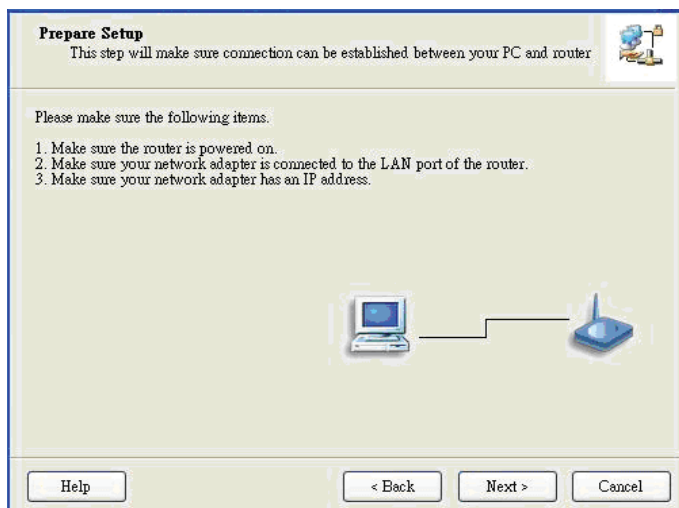 Prepare Setup
This step will make sure connection can be established between your PC and router
Please make sure the following items.
1. Make sure the router is powered on.
2. Make sure your network adapter is connected to the LAN port of the router.
3. Make sure your network adapter has an IP address.
Help
< Back
Next >
Cancel